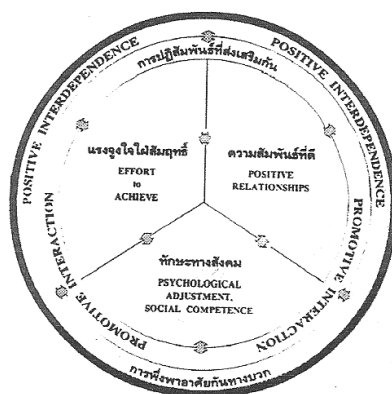 POSITIVE INTERDEPENDENCE
POSITIVE INTERDEPENDENCE
การปฏิสัมพันธ์ที่ส่งเสริมกัน
แรงจูงใจใฝ่สัมฤทธิ์
EFFORT
to
ACHIEVE
ความสัมพันธ์ที่ดี
POSITIVE
RELATIONSHIPS
ทักษะทางสังคม
PSYCHOLOGICAL
ADJUSTMENT,
SOCIAL COMPETENCE
PROMOTIVE INTERACTION
PROMOTIVE INTERACTION
การพึ่งพาอาศัยกันทางบวก